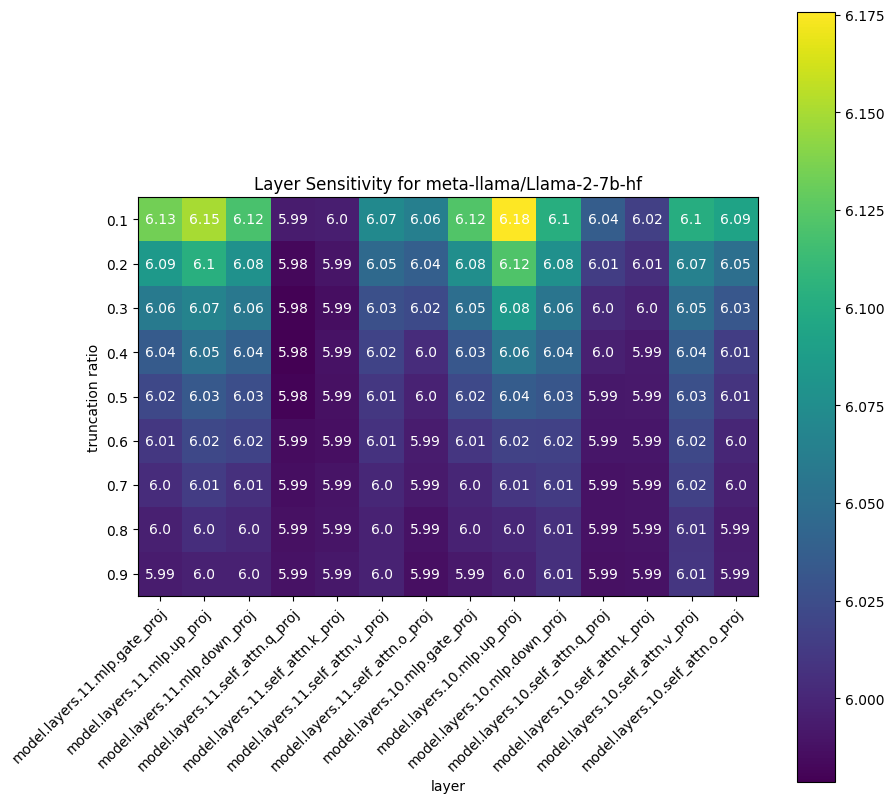 Layer Sensitivity for meta-llama/Llama-2-7b-hf
truncation ratio
0.1 6.13 6.15 6.12 5.99 6.0 6.07 6.06 6.12 6.18 6.1 6.04 6.02 6.1 6.09
0.2 6.09 6.1 6.08 5.98 5.99 6.05 6.04 6.08 6.12 6.08 6.01 6.01 6.07 6.05
0.3 6.06 6.07 6.06 5.98 5.99 6.03 6.02 6.05 6.08 6.06 6.0 6.0 6.05 6.03
0.4 6.04 6.05 6.04 5.98 5.99 6.02 6.0 6.03 6.06 6.04 6.0 5.99 6.04 6.01
0.5 6.02 6.03 6.03 5.98 5.99 6.01 6.0 6.02 6.04 6.03 5.99 5.99 6.03 6.01
0.6 6.01 6.02 6.02 5.99 5.99 6.01 5.99 6.01 6.02 6.02 5.99 5.99 6.02 6.0
0.7 6.0 6.01 6.01 5.99 5.99 6.0 5.99 6.0 6.01 6.01 5.99 5.99 6.02 6.0
0.8 6.0 6.0 6.0 5.99 5.99 6.0 5.99 6.0 6.0 6.01 5.99 5.99 6.01 5.99
0.9 5.99 6.0 6.0 5.99 5.99 6.0 5.99 5.99 6.0 6.01 5.99 5.99 6.01 5.99
model.layers.11.mlp.gate_proj
model.layers.11.mlp.up_proj
model.layers.11.mlp.down_proj
model.layers.11.self_attn.q_proj
model.layers.11.self_attn.k_proj
model.layers.11.self_attn.v_proj
model.layers.11.self_attn.o_proj
model.layers.10.mlp.gate_proj
model.layers.10.mlp.up_proj
model.layers.10.mlp.down_proj
model.layers.10.self_attn.q_proj
model.layers.10.self_attn.k_proj
model.layers.10.self_attn.v_proj
model.layers.10.self_attn.o_proj
layer
6.175
6.150
6.125
6.100
6.075
6.050
6.025
6.000